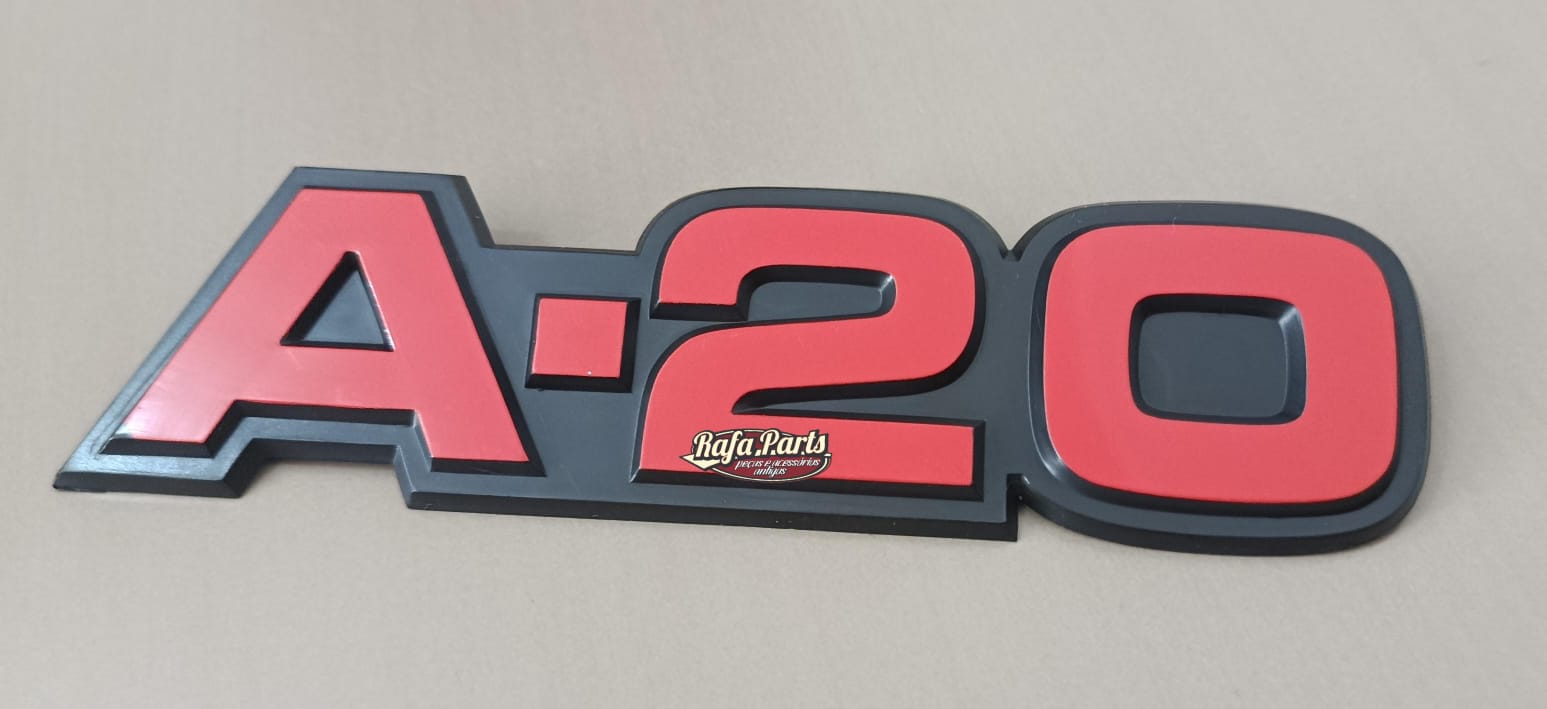 A·20
Rafa Parts
peças e acessórios
antigos